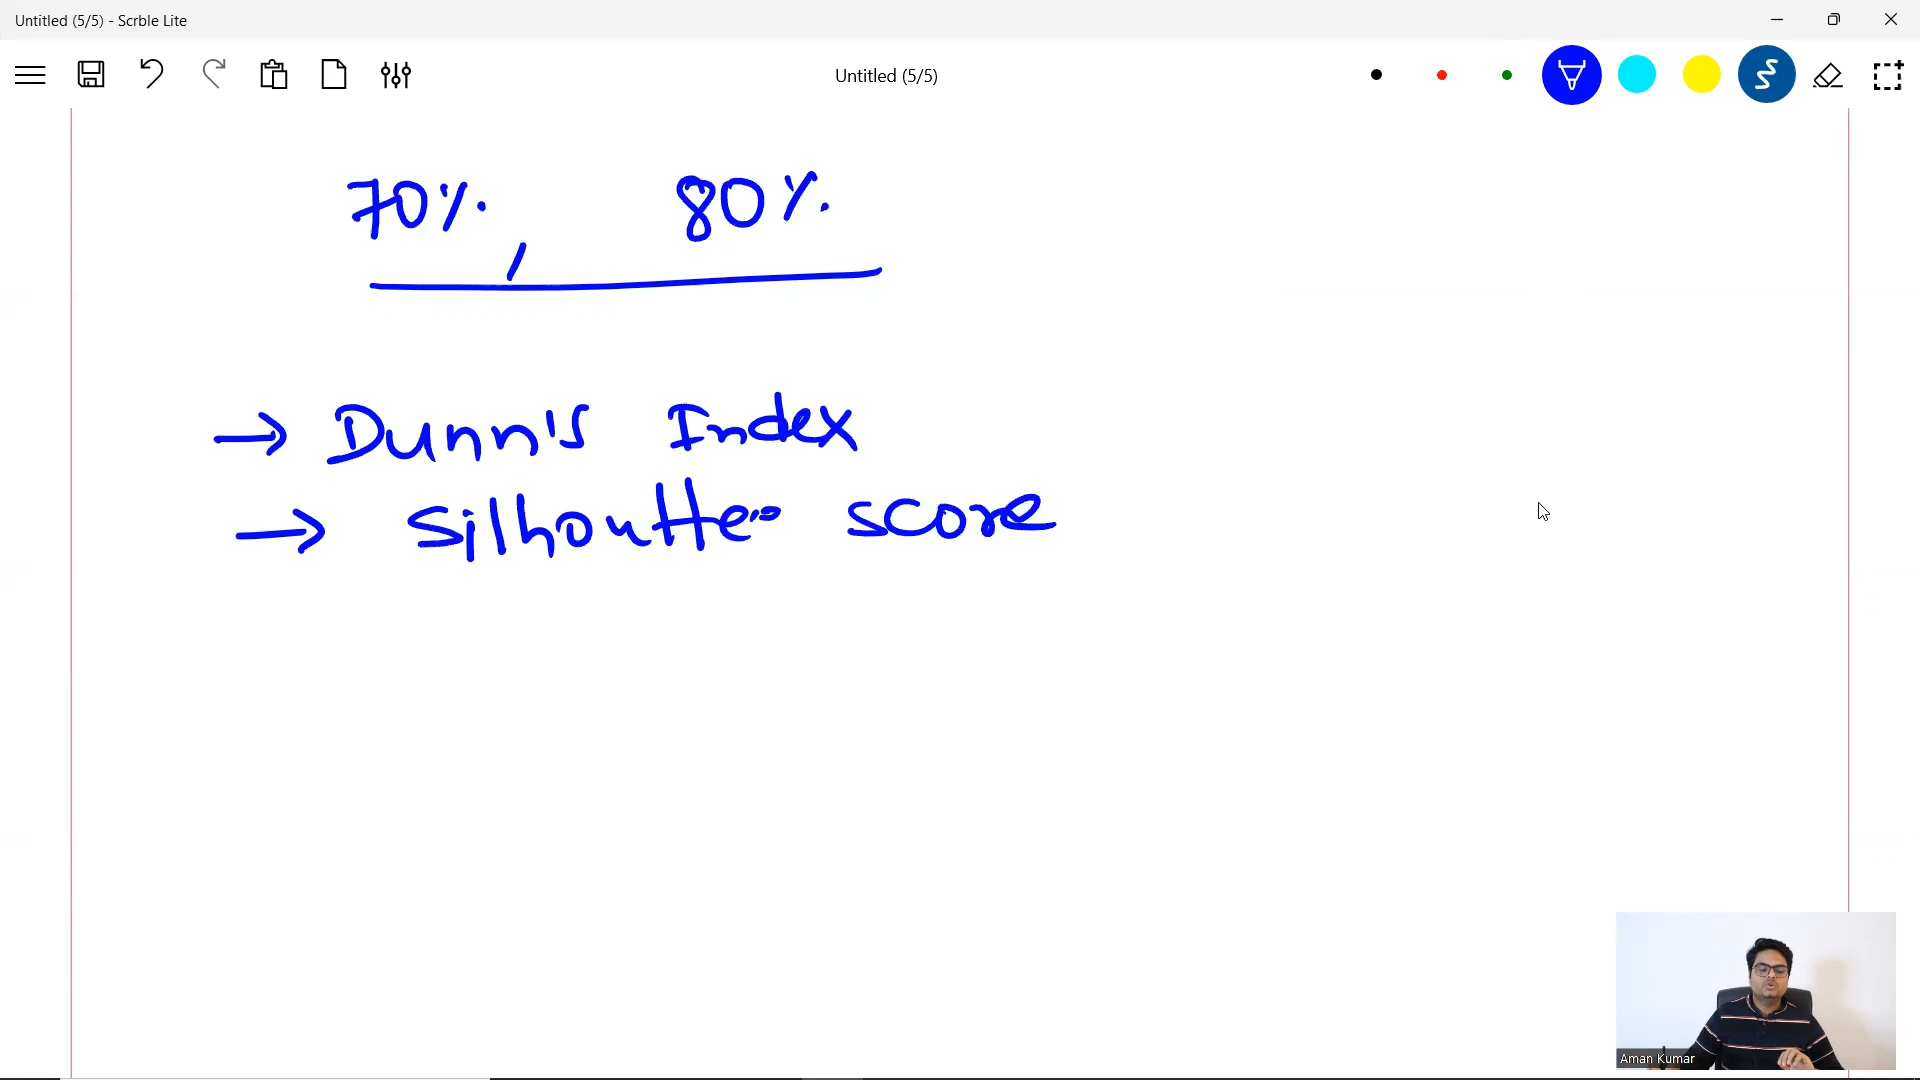 Untitled (5/5) - Scrble Lite
Untitled (5/5)
70%, 80%
→ Dunn's Index
→ Silhoutte score
Aman Kumar